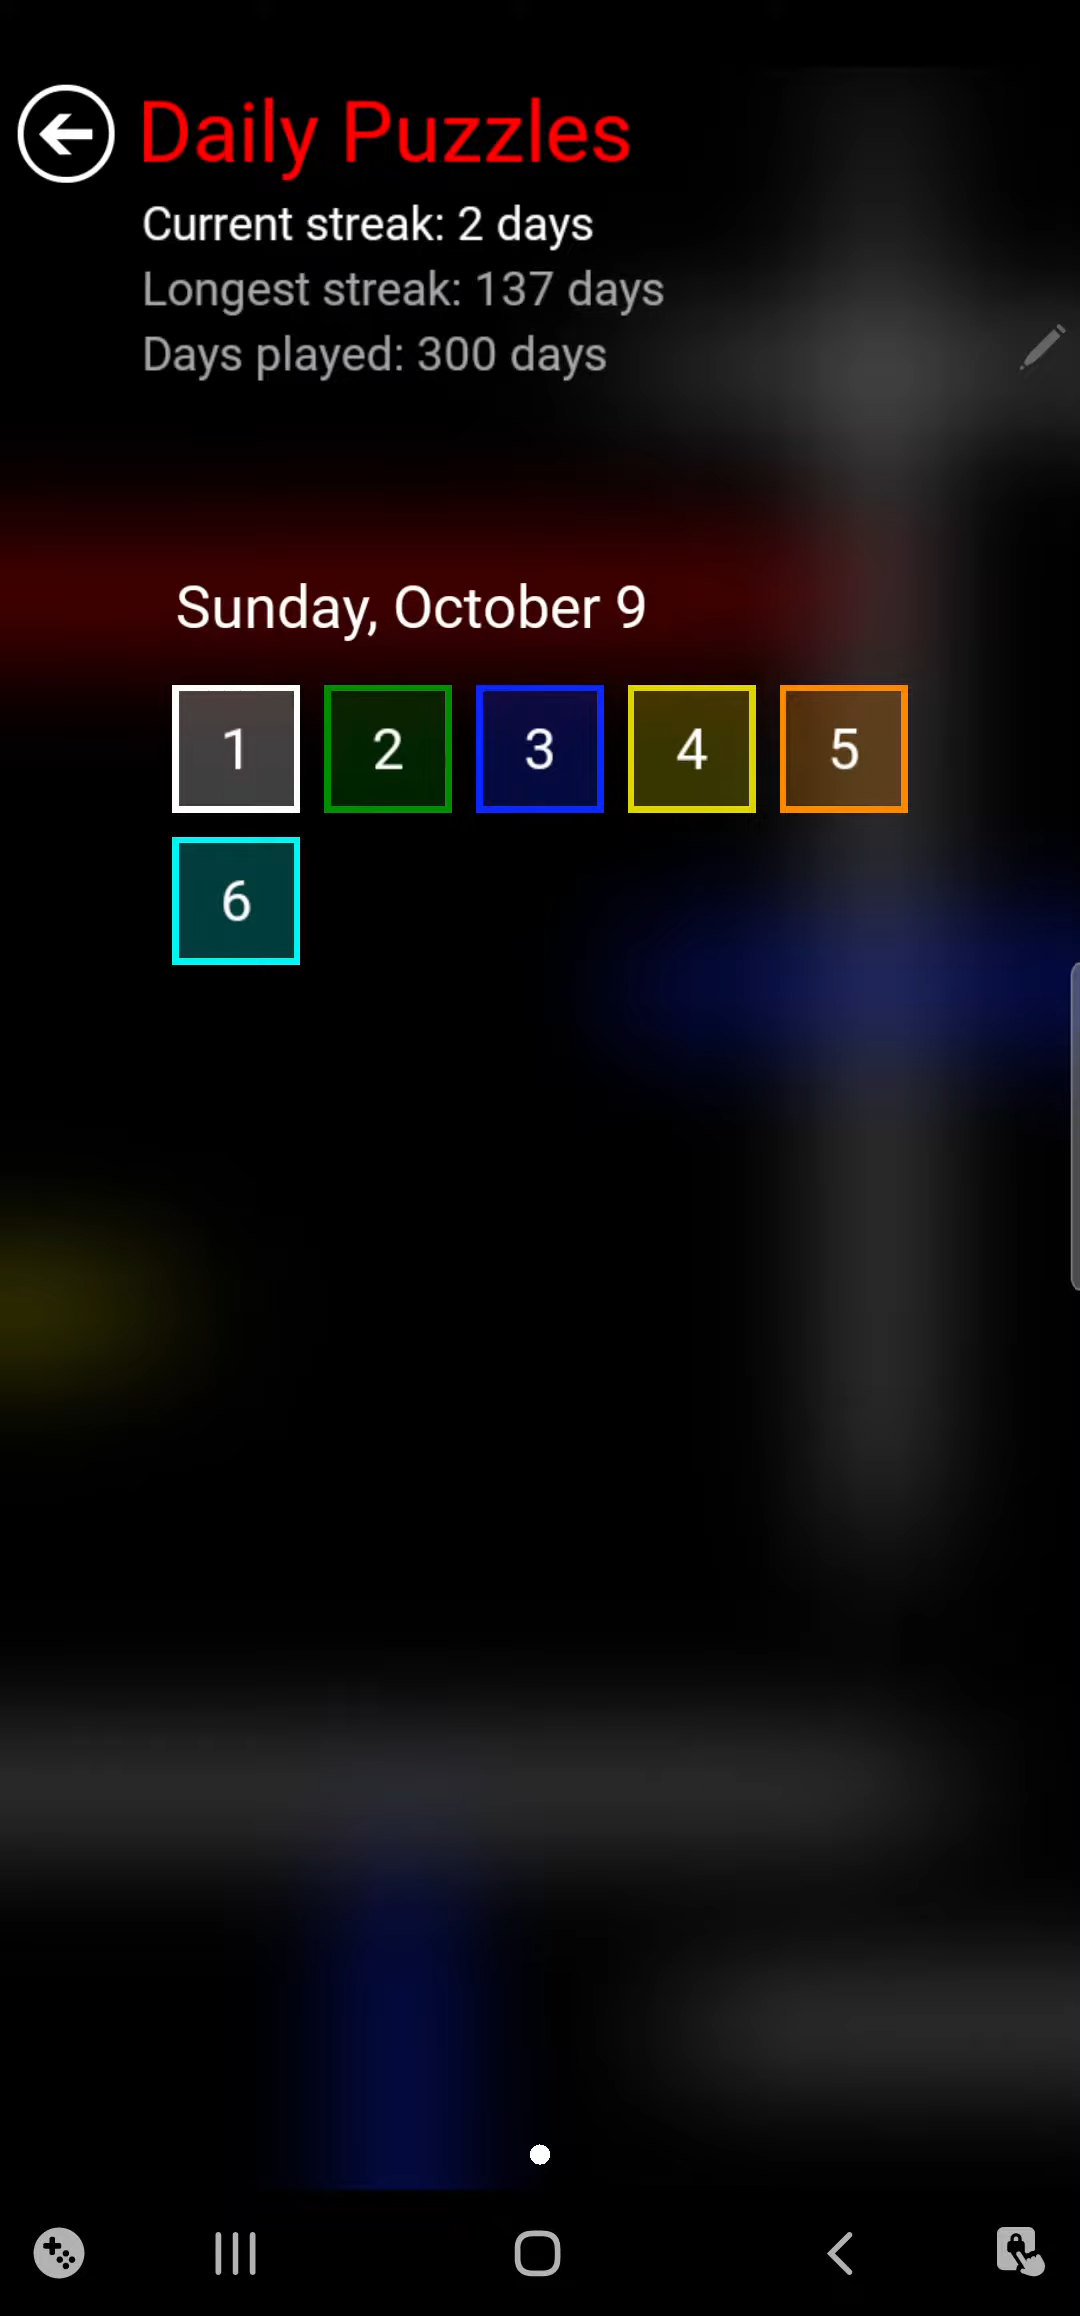 Daily Puzzles
Current streak: 2 days
Longest streak: 137 days
Days played: 300 days
Sunday, October 9
1 2 3 4 5
6